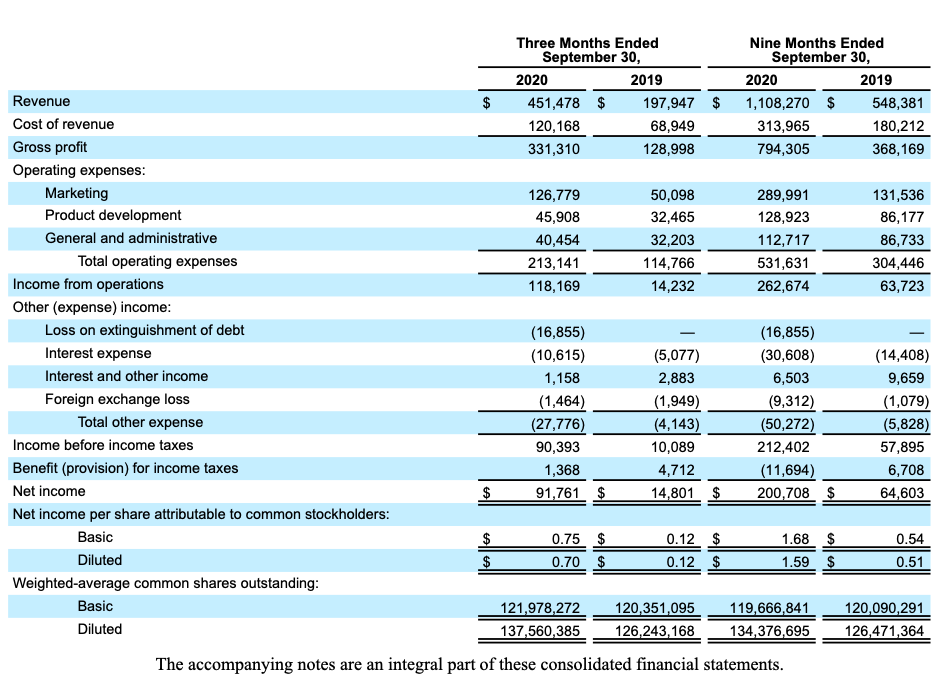 Three Months Ended Nine Months Ended
September 30, September 30,
2020 2019 2020 2019
Revenue $ 451,478 $ 197,947 $ 1,108,270 $ 548,381
Cost of revenue 120,168 68,949 313,965 180,212
Gross profit 331,310 128,998 794,305 368,169
Operating expenses:
Marketing 126,779 50,098 289,991 131,536
Product development 45,908 32,465 128,923 86,177
General and administrative 40,454 32,203 112,717 86,733
Total operating expenses 213,141 114,766 531,631 304,446
Income from operations 118,169 14,232 262,674 63,723
Other (expense) income:
Loss on extinguishment of debt (16,855) — (16,855) —
Interest expense (10,615) (5,077) (30,608) (14,408)
Interest and other income 1,158 2,883 6,503 9,659
Foreign exchange loss (1,464) (1,949) (9,312) (1,079)
Total other expense (27,776) (4,143) (50,272) (5,828)
Income before income taxes 90,393 10,089 212,402 57,895
Benefit (provision) for income taxes 1,368 4,712 (11,694) 6,708
Net income $ 91,761 $ 14,801 $ 200,708 $ 64,603
Net income per share attributable to common stockholders:
Basic $ 0.75 $ 0.12 $ 1.68 $ 0.54
Diluted $ 0.70 $ 0.12 $ 1.59 $ 0.51
Weighted-average common shares outstanding:
Basic 121,978,272 120,351,095 119,666,841 120,090,291
Diluted 137,560,385 126,243,168 134,376,695 126,471,364
The accompanying notes are an integral part of these consolidated financial statements.